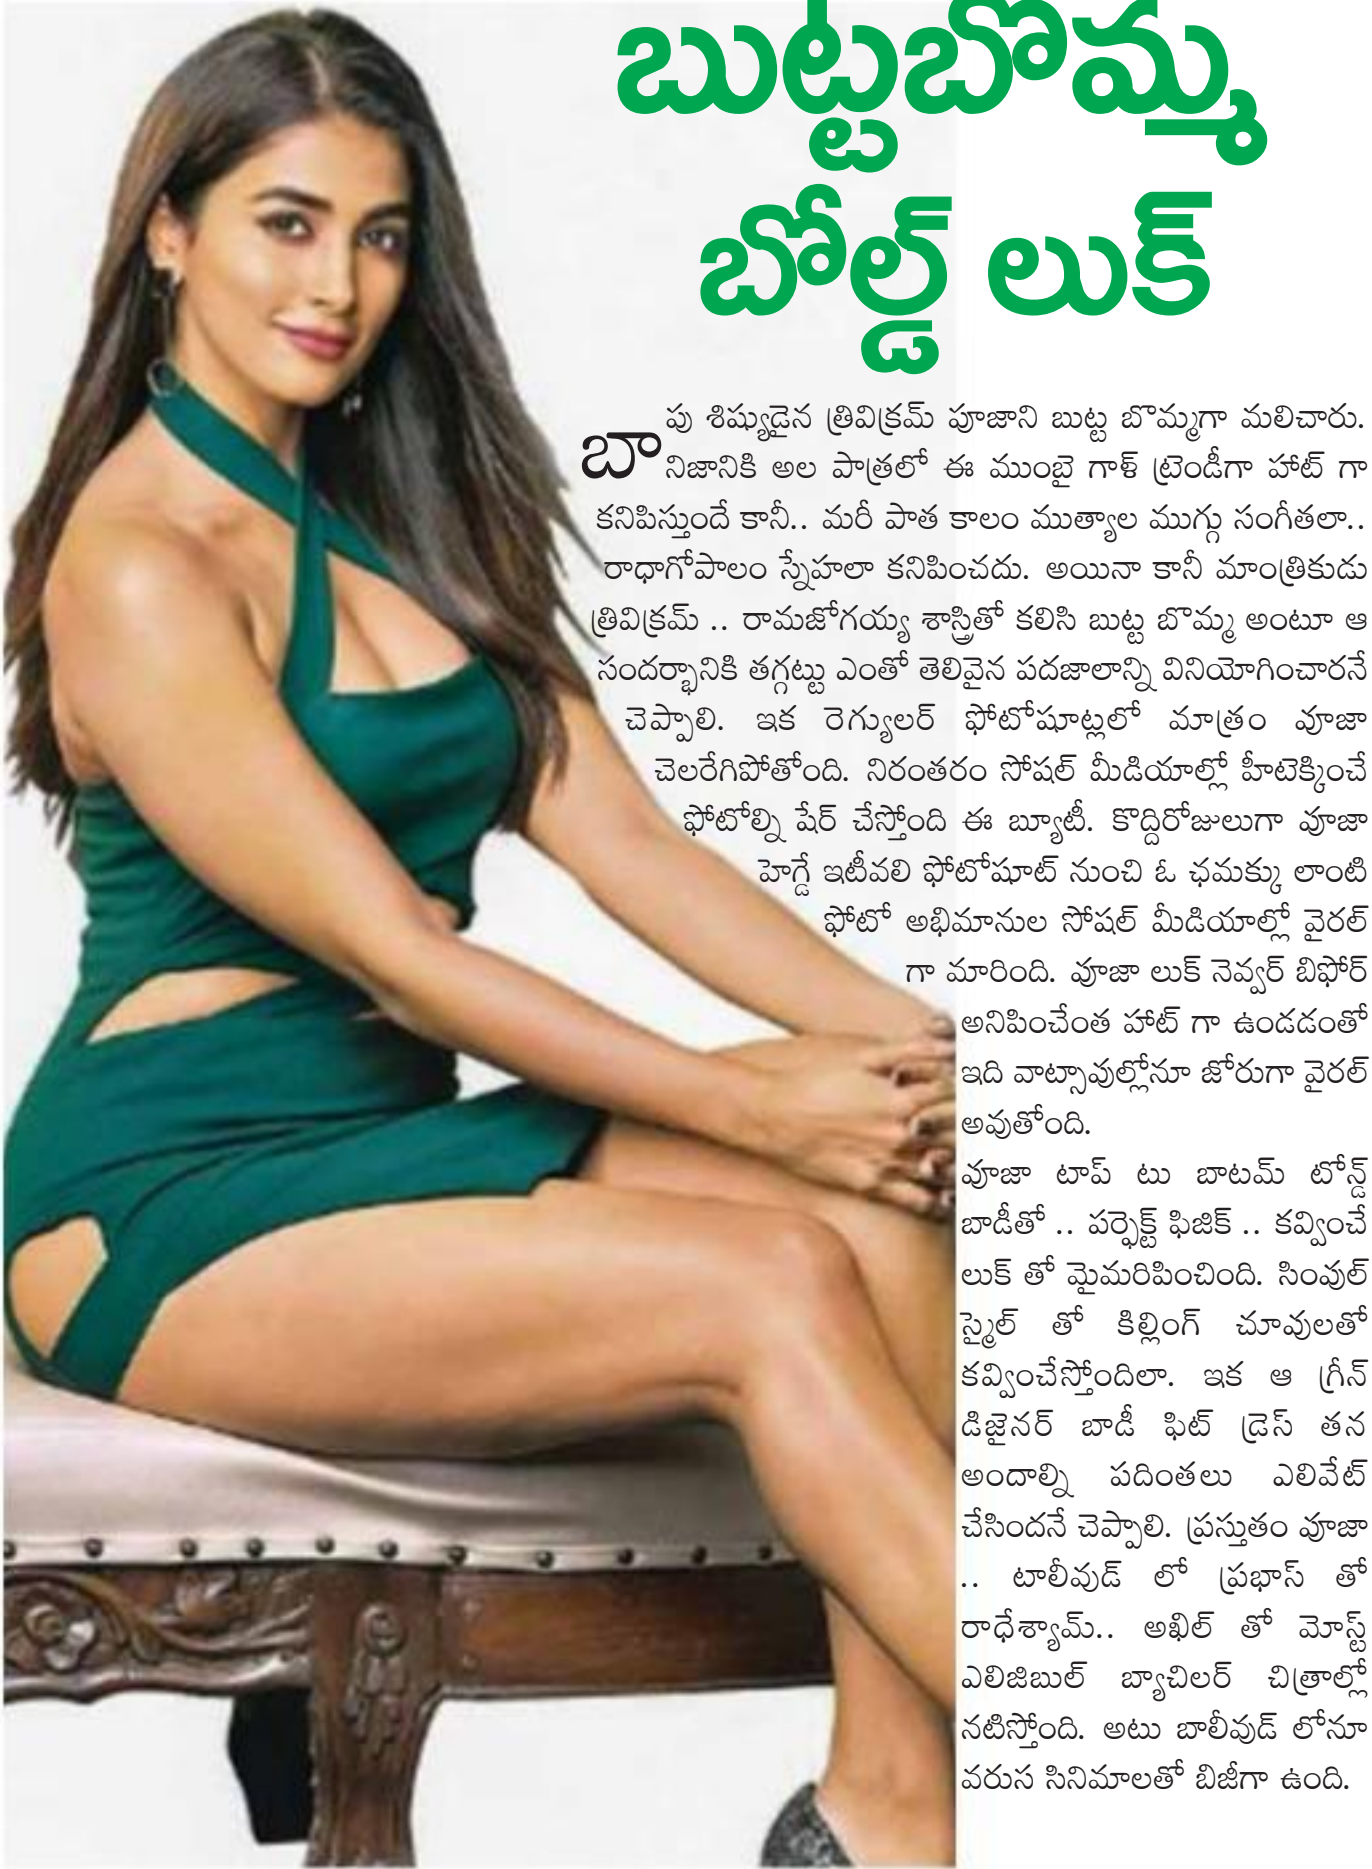 బుట్టబొమ్మ
బోల్డ్ లుక్
బాపు శిష్యుడైన త్రివిక్రమ్ పూజాని బుట్ట బొమ్మగా మలిచారు.
నిజానికి అల పాత్రలో ఈ ముంబై గాళ్ ట్రెండీగా హాట్ గా
కనిపిస్తుందే కానీ.. మరీ పాత కాలం ముత్యాల ముగ్గు సంగీతలా..
రాధాగోపాలం స్నేహలా కనిపించదు. అయినా కానీ మాంత్రికుడు
త్రివిక్రమ్ .. రామజోగయ్య శాస్త్రితో కలిసి బుట్ట బొమ్మ అంటూ ఆ
సందర్భానికి తగ్గట్టు ఎంతో తెలివైన పదజాలాన్ని వినియోగించారనే
చెప్పాలి. ఇక రెగ్యులర్ ఫోటోషూట్లలో మాత్రం వూజా
చెలరేగిపోతోంది. నిరంతరం సోషల్ మీడియాల్లో హీటెక్కించే
ఫోటోల్ని షేర్ చేస్తోంది ఈ బ్యూటీ. కొద్దిరోజులుగా వూజా
హెగ్డే ఇటీవలి ఫోటోషూట్ నుంచి ఓ ఛమక్కు లాంటి
ఫోటో అభిమానుల సోషల్ మీడియాల్లో వైరల్
గా మారింది. వూజా లుక్ నెవ్వర్ బిఫోర్
అనిపించేంత హాట్ గా ఉండడంతో
ఇది వాట్సావుల్లోనూ జోరుగా వైరల్
అవుతోంది.
వూజా టాప్ టు బాటమ్ టోన్డ్
బాడీతో .. పర్ఫెక్ట్ ఫిజిక్ .. కవ్వించే
లుక్ తో మైమరిపించింది. సింవుల్
స్మైల్ తో కిల్లింగ్ చూవులతో
కవ్వించేస్తోందిలా. ఇక ఆ గ్రీన్
డిజైనర్ బాడీ ఫిట్ డ్రెస్ తన
అందాల్ని పదింతలు ఎలివేట్
చేసిందనే చెప్పాలి. ప్రస్తుతం వూజా
.. టాలీవుడ్ లో ప్రభాస్ తో
రాధేశ్యామ్.. అఖిల్ తో మోస్ట్
ఎలిజిబుల్ బ్యాచిలర్ చిత్రాల్లో
నటిస్తోంది. అటు బాలీవుడ్ లోనూ
వరుస సినిమాలతో బిజీగా ఉంది.